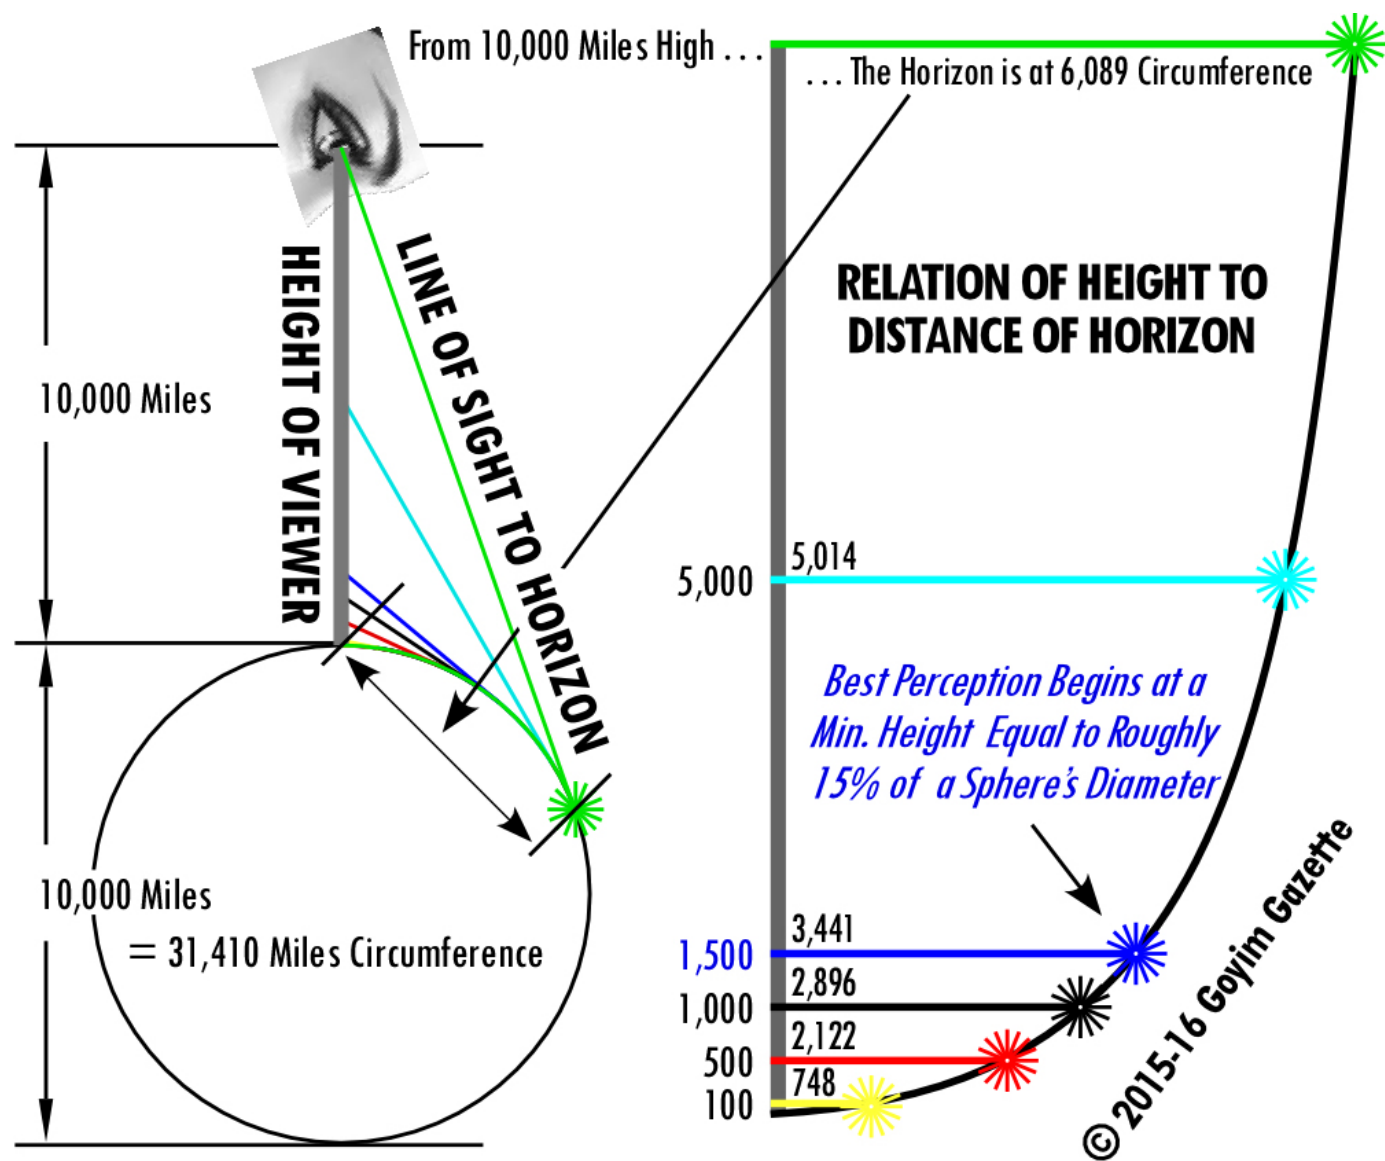 From 10,000 Miles High . . .
. . . The Horizon is at 6,089 Circumference
HEIGHT OF VIEWER
LINE OF SIGHT TO HORIZON
10,000 Miles
10,000 Miles
= 31,410 Miles Circumference
RELATION OF HEIGHT TO
DISTANCE OF HORIZON
5,000 5,014
Best Perception Begins at a
Min. Height Equal to Roughly
15% of a Sphere's Diameter
1,500 3,441
1,000 2,896
500 2,122
100 748
© 2015-16 Goyim Gazette